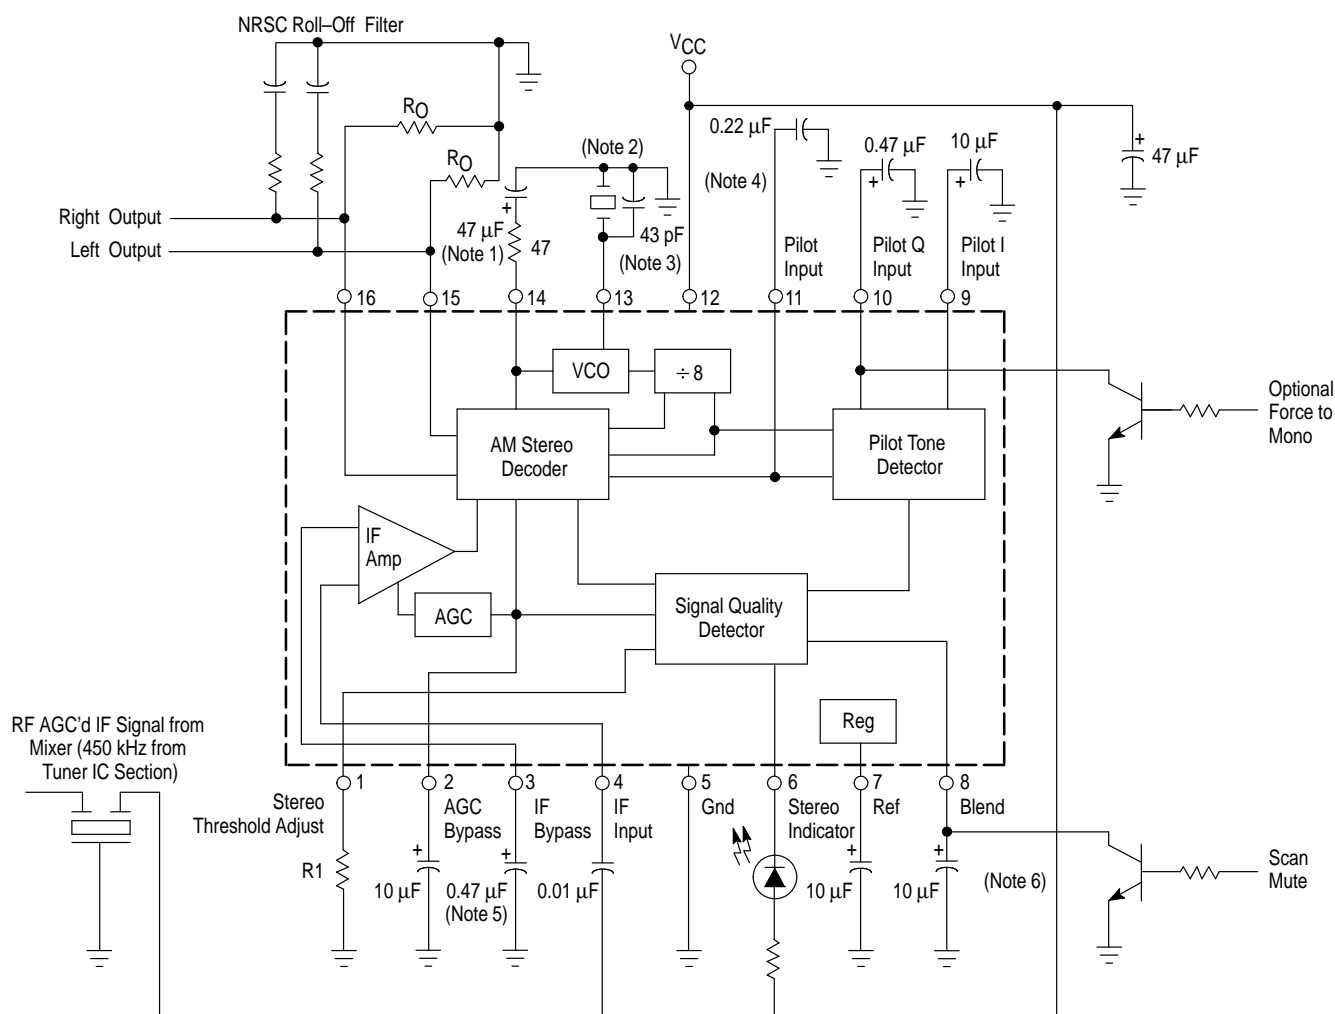 NRSC Roll–Off Filter
VCC
RO
RO
0.22 µF
(Note 4)
0.47 µF
10 µF
47 µF
(Note 2)
Right Output
Left Output
47 µF
(Note 1)
47
43 pF
(Note 3)
Pilot
Input
Pilot Q
Input
Pilot I
Input
16
15
14
13
12
11
10
9
VCO
÷8
AM Stereo
Decoder
Pilot Tone
Detector
Optional
Force to
Mono
IF
Amp
AGC
Signal Quality
Detector
Reg
RF AGC'd IF Signal from
Mixer (450 kHz from
Tuner IC Section)
1
2
3
4
5
6
7
8
Stereo
Threshold Adjust
AGC
Bypass
IF
Bypass
IF
Input
Gnd
Stereo
Indicator
Ref
Blend
R1
10 µF
0.47 µF
(Note 5)
0.01 µF
10 µF
10 µF
(Note 6)
Scan
Mute